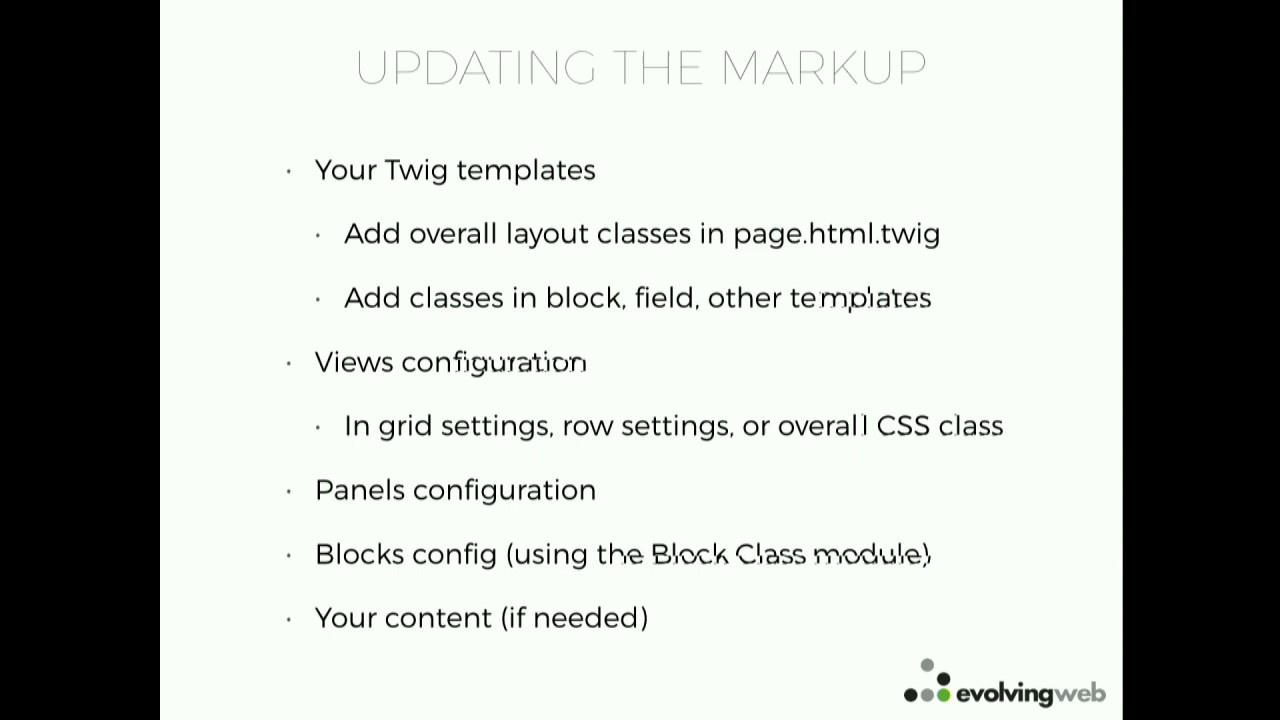 UPDATING THE MARKUP
· Your Twig templates
· Add overall layout classes in page.html.twig
· Add classes in block, field, other templates
· Views configuration
· In grid settings, row settings, or overall CSS class
· Panels configuration
· Blocks config (using the Block Class module)
· Your content (if needed)
evolvingweb